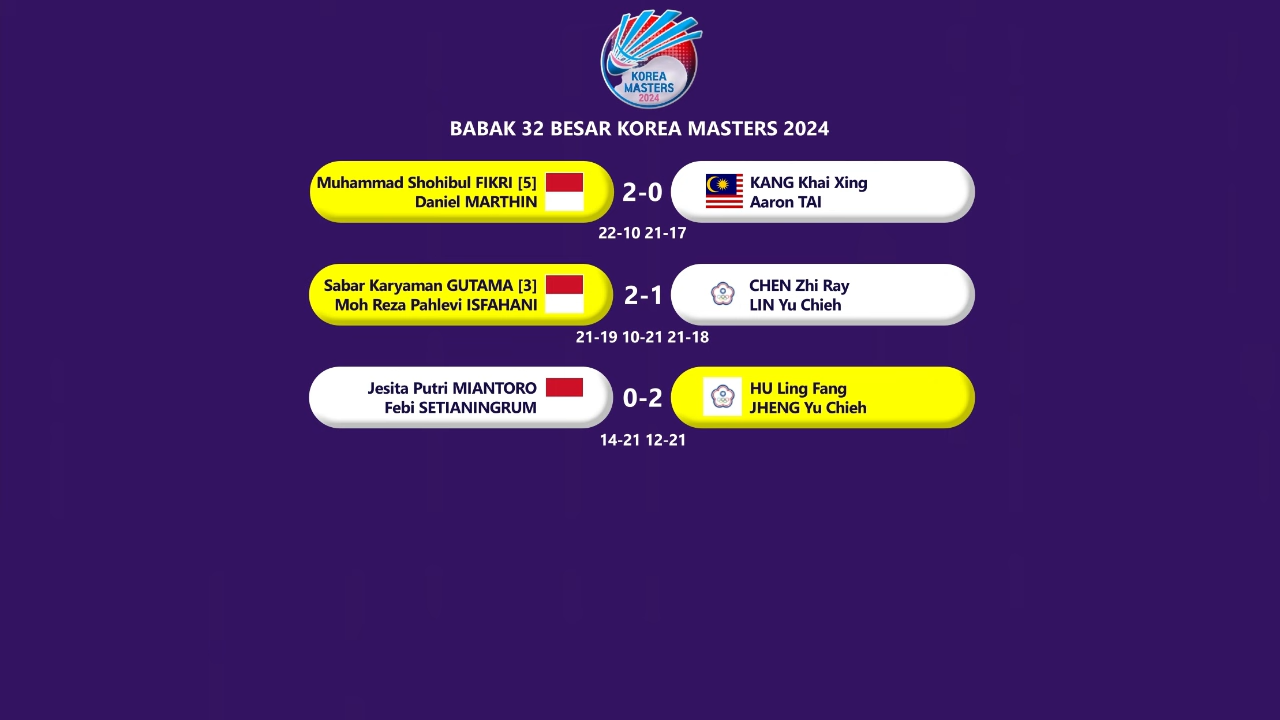 KOREA
MASTERS
2024
BABAK 32 BESAR KOREA MASTERS 2024
Muhammad Shohibul FIKRI [5]
Daniel MARTHIN
2-0
KANG Khai Xing
Aaron TAI
22-10 21-17
Sabar Karyaman GUTAMA [3]
Moh Reza Pahlevi ISFAHANI
2-1
CHEN Zhi Ray
LIN Yu Chieh
21-19 10-21 21-18
Jesita Putri MIANTORO
Febi SETIANINGRUM
0-2
HU Ling Fang
JHENG Yu Chieh
14-21 12-21